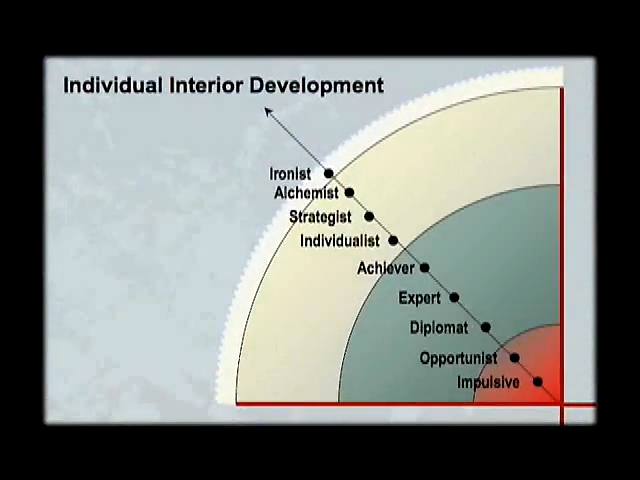 Individual Interior Development
Ironist
Alchemist
Strategist
Individualist
Achiever
Expert
Diplomat
Opportunist
Impulsive